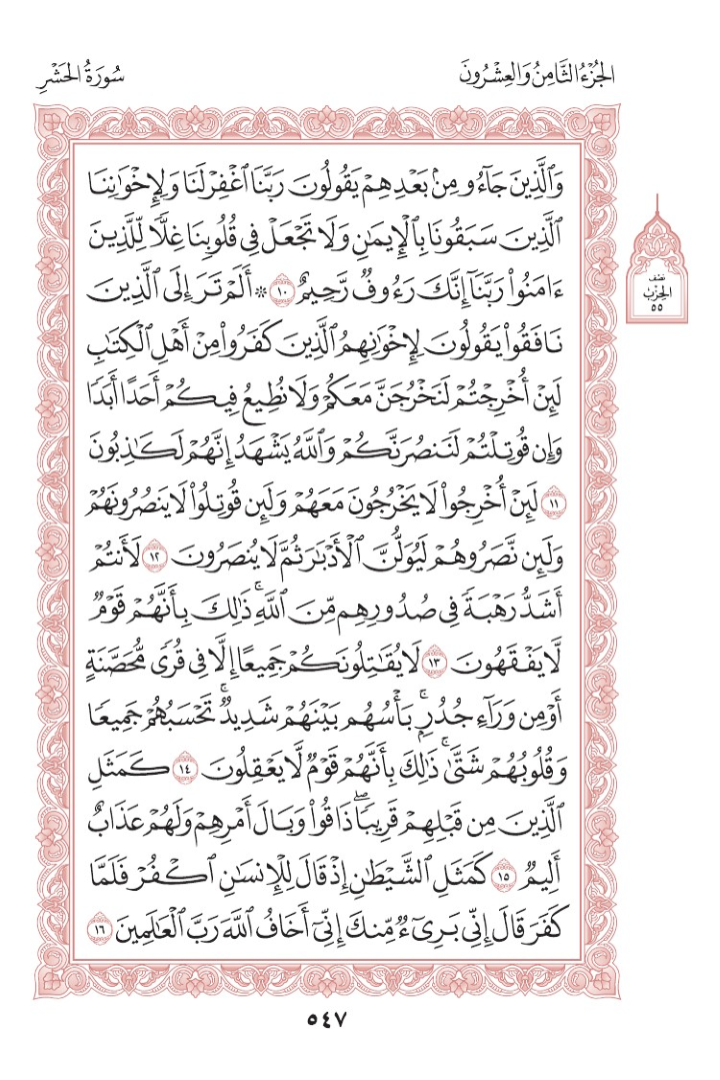 الجُزْءُ الثَّامِنُ وَالعِشْرُونَ
سُورَةُ الحَشْرِ
وَٱلَّذِينَ جَآءُو مِنۢ بَعْدِهِمْ يَقُولُونَ رَبَّنَا ٱغْفِرْ لَنَا وَلِإِخْوَٰنِنَا
ٱلَّذِينَ سَبَقُونَا بِٱلْإِيمَٰنِ وَلَا تَجْعَلْ فِى قُلُوبِنَا غِلًّا لِّلَّذِينَ
ءَامَنُوا۟ رَبَّنَآ إِنَّكَ رَءُوفٌ رَّحِيمٌ ١٠ ۞ أَلَمْ تَرَ إِلَى ٱلَّذِينَ
نَافَقُوا۟ يَقُولُونَ لِإِخْوَٰنِهِمُ ٱلَّذِينَ كَفَرُوا۟ مِنْ أَهْلِ ٱلْكِتَٰبِ
لَئِنْ أُخْرِجْتُمْ لَنَخْرُجَنَّ مَعَكُمْ وَلَا نُطِيعُ فِيكُمْ أَحَدًا أَبَدًا
وَإِن قُوتِلْتُمْ لَنَنصُرَنَّكُمْ وَٱللَّهُ يَشْهَدُ إِنَّهُمْ لَكَٰذِبُونَ
١١ لَئِنْ أُخْرِجُوا۟ لَا يَخْرُجُونَ مَعَهُمْ وَلَئِن قُوتِلُوا۟ لَا يَنصُرُونَهُمْ
وَلَئِن نَّصَرُوهُمْ لَيُوَلُّنَّ ٱلْأَدْبَٰرَ ثُمَّ لَا يُنصَرُونَ ١٢ لَأَنتُمْ
أَشَدُّ رَهْبَةً فِى صُدُورِهِم مِّنَ ٱللَّهِ ۚ ذَٰلِكَ بِأَنَّهُمْ قَوْمٌ
لَّا يَفْقَهُونَ ١٣ لَا يُقَٰتِلُونَكُمْ جَمِيعًا إِلَّا فِى قُرًى مُّحَصَّنَةٍ
أَوْ مِن وَرَآءِ جُدُرٍۭ ۚ بَأْسُهُم بَيْنَهُمْ شَدِيدٌ ۚ تَحْسَبُهُمْ جَمِيعًا
وَقُلُوبُهُمْ شَتَّىٰ ۚ ذَٰلِكَ بِأَنَّهُمْ قَوْمٌ لَّا يَعْقِلُونَ ١٤ كَمَثَلِ
ٱلَّذِينَ مِن قَبْلِهِمْ قَرِيبًا ۖ ذَاقُوا۟ وَبَالَ أَمْرِهِمْ وَلَهُمْ عَذَابٌ
أَلِيمٌ ١٥ كَمَثَلِ ٱلشَّيْطَٰنِ إِذْ قَالَ لِلْإِنسَٰنِ ٱكْفُرْ فَلَمَّا
كَفَرَ قَالَ إِنِّى بَرِىٓءٌ مِّنكَ إِنِّىٓ أَخَافُ ٱللَّهَ رَبَّ ٱلْعَٰلَمِينَ ١٦
نصف
الحِزْب
٥٥
٥٤٧